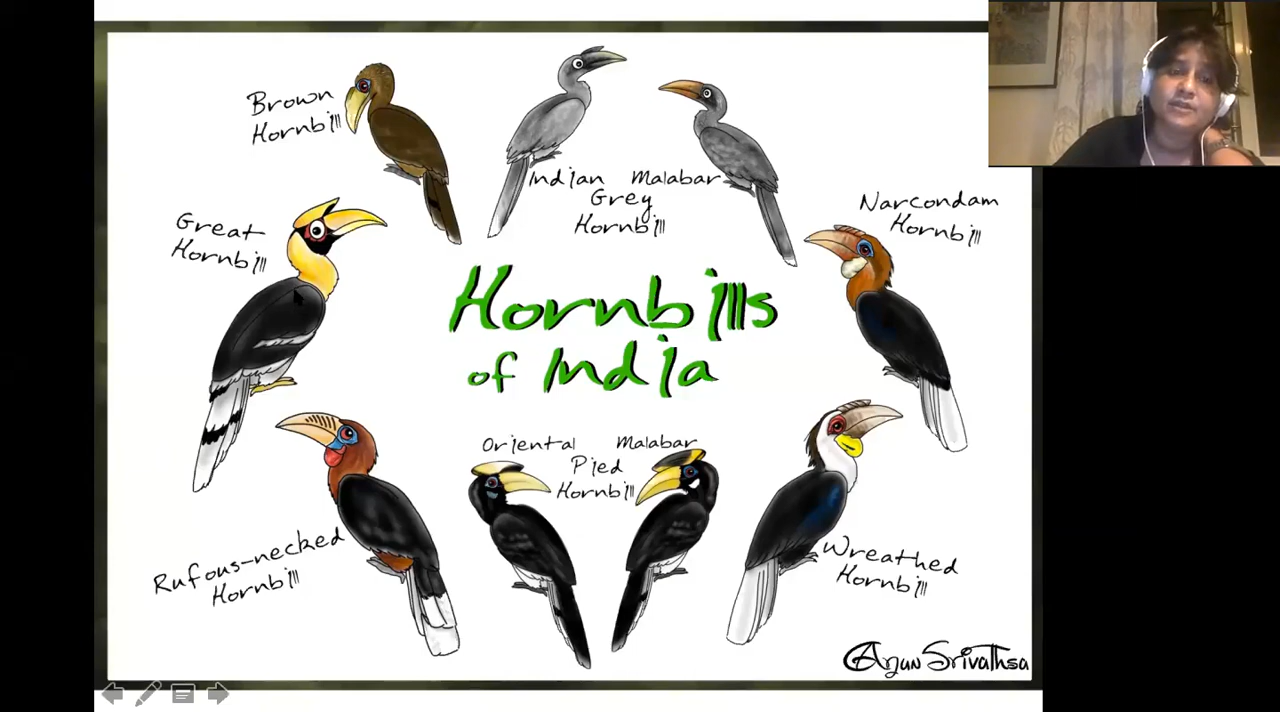 Brown
Hornbill
Indian Malabar
Grey
Hornbill
Narcondam
Hornbill
Great
Hornbill
Hornbills
of India
Oriental Malabar
Pied
Hornbill
Rufous-necked
Hornbill
Wreathed
Hornbill
Arjun Srivathsa